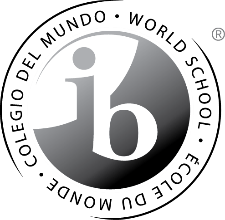 COLEGIO DEL MUNDO · WORLD SCHOOL · ÉCOLE DU MONDE ·
ib
®